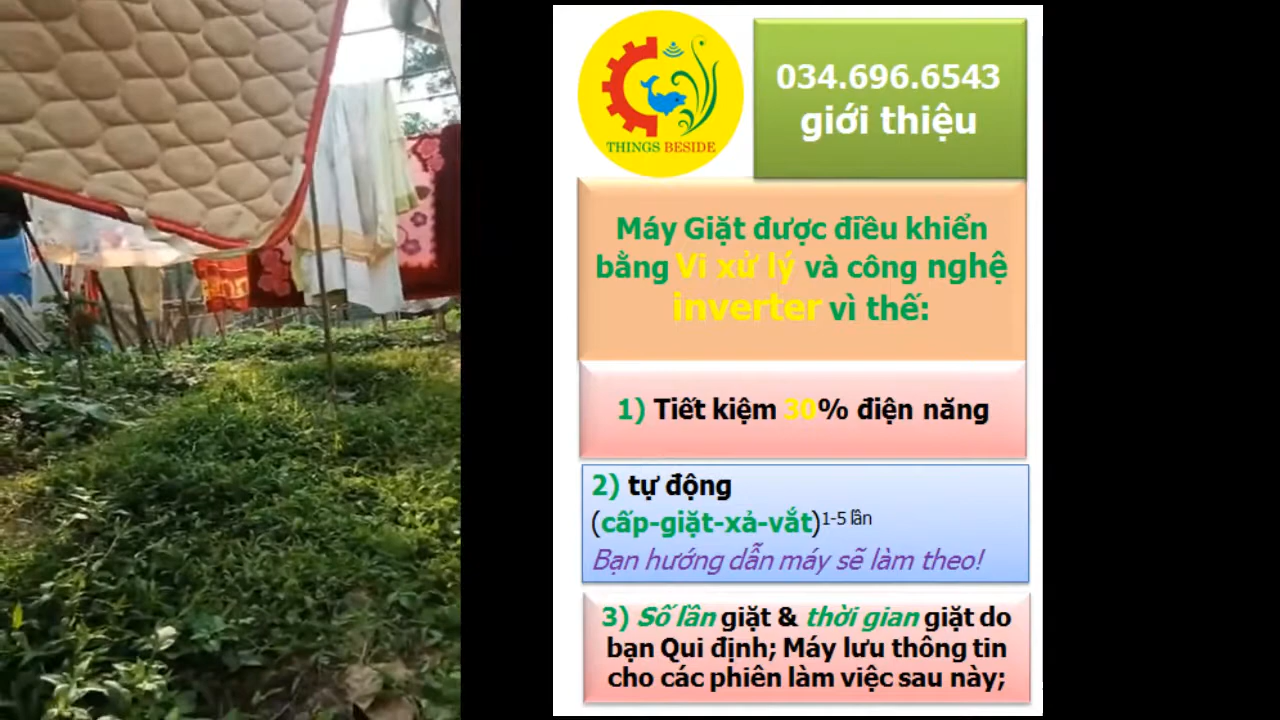 THINGS BESIDE
034.696.6543
giới thiệu
Máy Giặt được điều khiển
bằng Vi xử lý và công nghệ
inverter vì thế:
1) Tiết kiệm 30% điện năng
2) tự động
(cấp-giặt-xả-vắt)1-5 lần
Bạn hướng dẫn máy sẽ làm theo!
3) Số lần giặt & thời gian giặt do
bạn Qui định; Máy lưu thông tin
cho các phiên làm việc sau này;